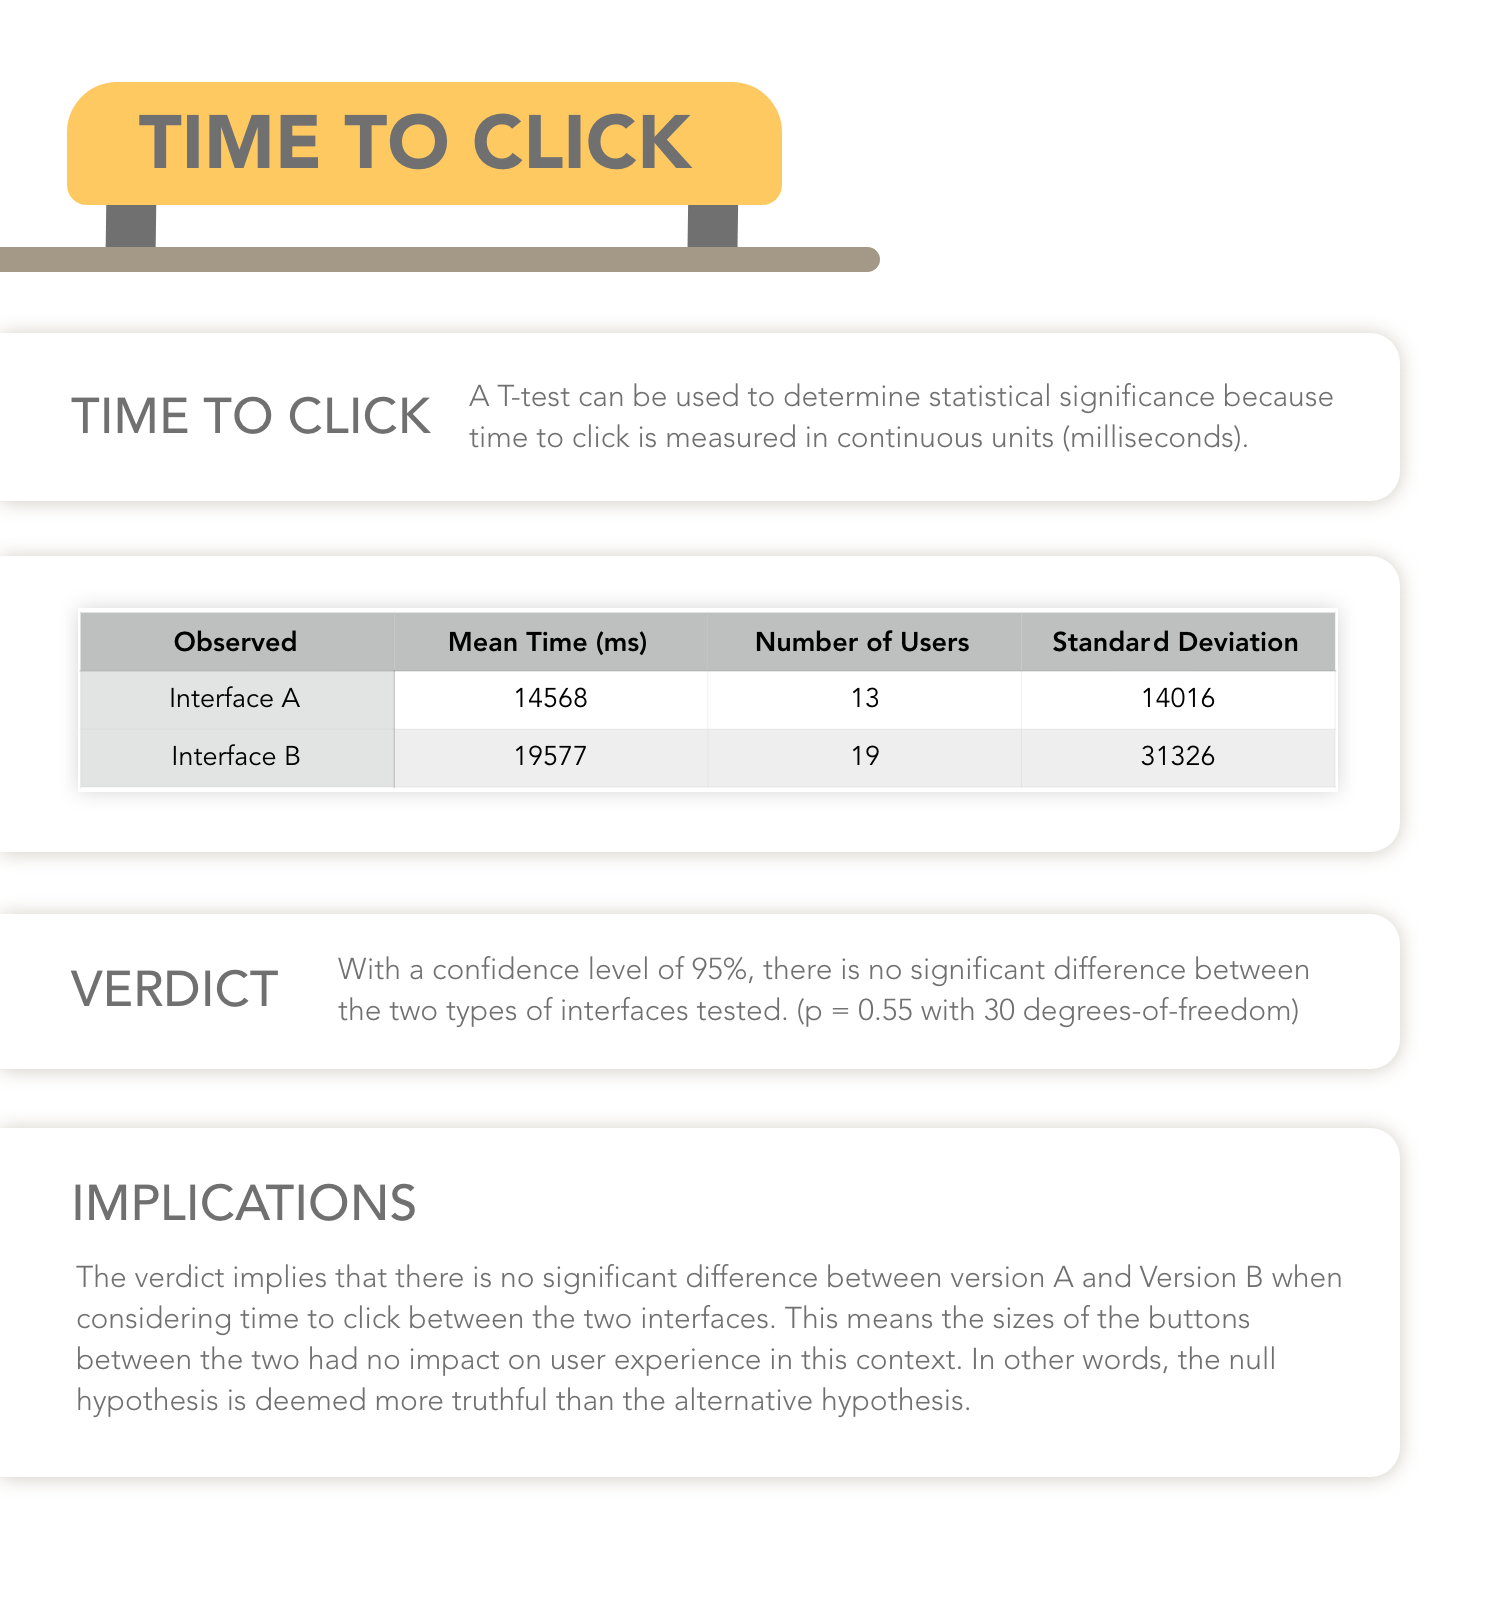 TIME TO CLICK
TIME TO CLICK
A T-test can be used to determine statistical significance because
time to click is measured in continuous units (milliseconds).
Observed Mean Time (ms) Number of Users Standard Deviation
Interface A 14568 13 14016
Interface B 19577 19 31326
VERDICT
With a confidence level of 95%, there is no significant difference between
the two types of interfaces tested. (p = 0.55 with 30 degrees-of-freedom)
IMPLICATIONS
The verdict implies that there is no significant difference between version A and Version B when
considering time to click between the two interfaces. This means the sizes of the buttons
between the two had no impact on user experience in this context. In other words, the null
hypothesis is deemed more truthful than the alternative hypothesis.